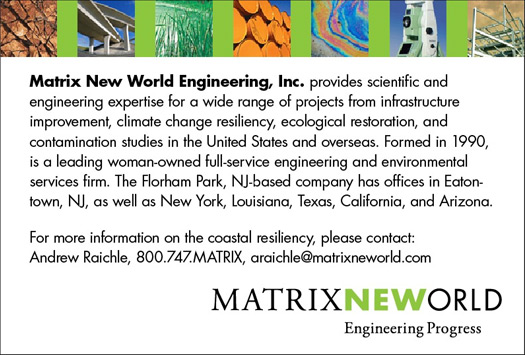 Matrix New World Engineering, Inc. provides scientific and
engineering expertise for a wide range of projects from infrastructure
improvement, climate change resiliency, ecological restoration, and
contamination studies in the United States and overseas. Formed in 1990,
is a leading woman-owned full-service engineering and environmental
services firm. The Florham Park, NJ-based company has offices in Eaton-
town, NJ, as well as New York, Louisiana, Texas, California, and Arizona.
For more information on the coastal resiliency, please contact:
Andrew Raichle, 800.747.MATRIX, araichle@matrixneworld.com
MATRIXNEWORLD
Engineering Progress